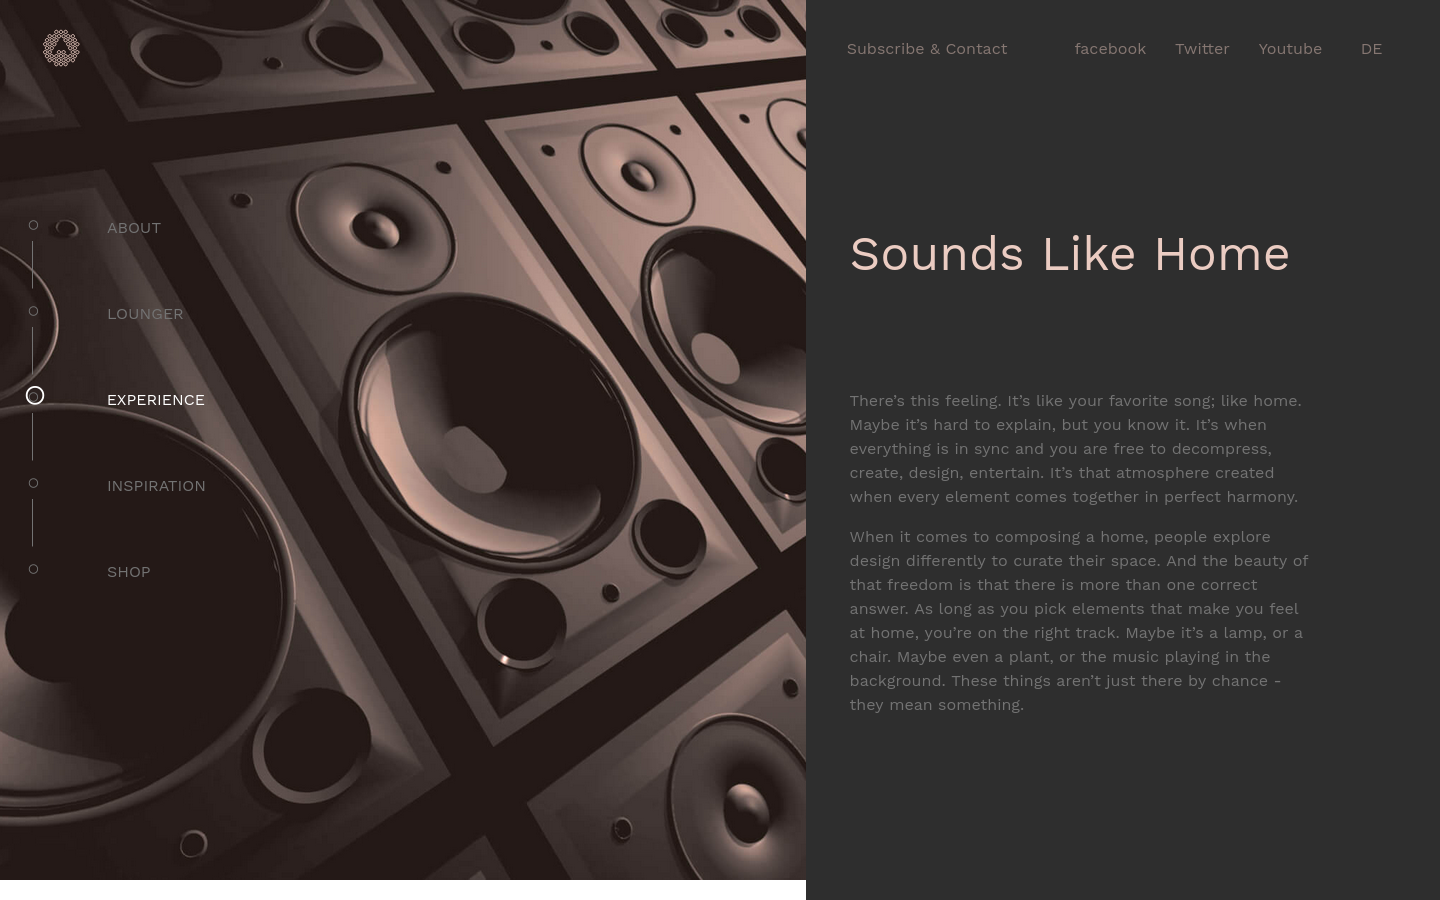 Subscribe & Contact facebook Twitter Youtube DE
ABOUT
LOUNGER
EXPERIENCE
INSPIRATION
SHOP
Sounds Like Home
There’s this feeling. It’s like your favorite song; like home.
Maybe it’s hard to explain, but you know it. It’s when
everything is in sync and you are free to decompress,
create, design, entertain. It’s that atmosphere created
when every element comes together in perfect harmony.
When it comes to composing a home, people explore
design differently to curate their space. And the beauty of
that freedom is that there is more than one correct
answer. As long as you pick elements that make you feel
at home, you’re on the right track. Maybe it’s a lamp, or a
chair. Maybe even a plant, or the music playing in the
background. These things aren’t just there by chance -
they mean something.